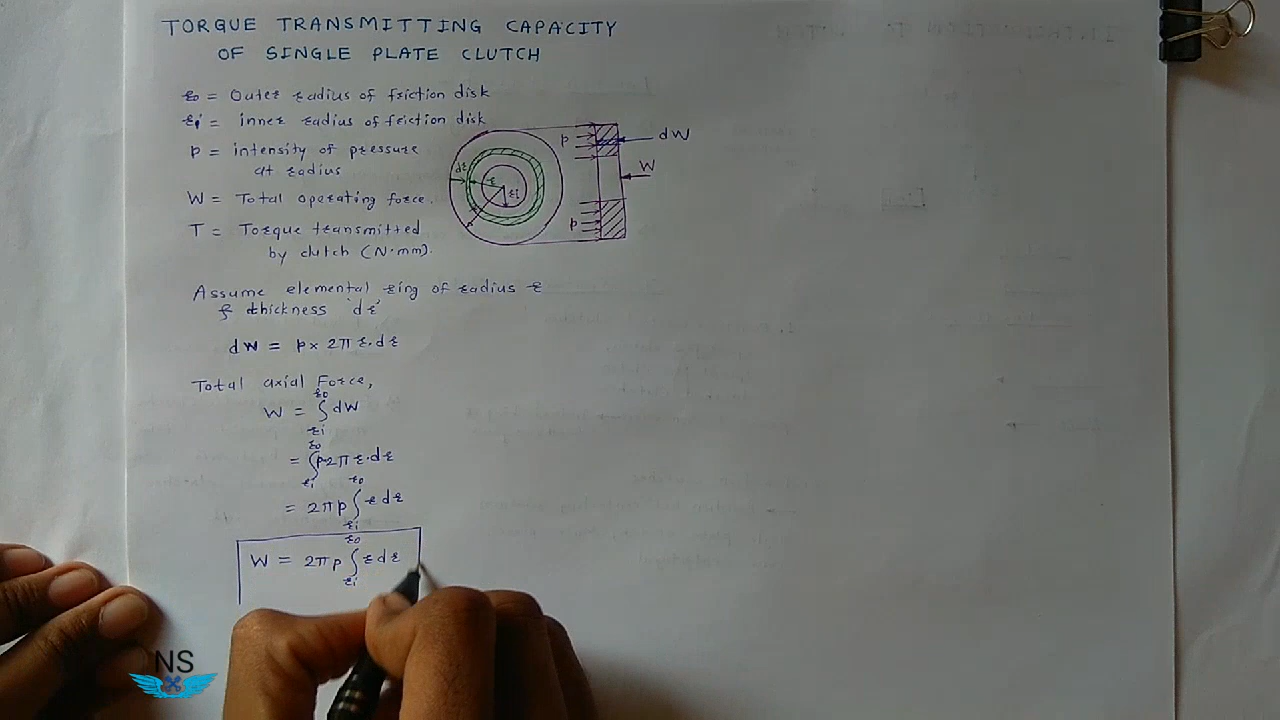 TORQUE TRANSMITTING CAPACITY
OF SINGLE PLATE CLUTCH
ro = Outer radius of friction disk
ri = inner radius of friction disk
P = intensity of pressure
at radius
W = Total operating force.
T = Torque transmitted
by clutch (N·mm).
dr
r
ri
P
dW
W
P
Assume elemental ring of radius r
& thickness 'dr'
dW = p× 2π r·dr
Total axial Force,
W = ∫ri^ro dW
= ∫ri^ro p·2π r·dr
= 2πp ∫ri^ro r dr
W = 2πp ∫ri^ro r dr
NS